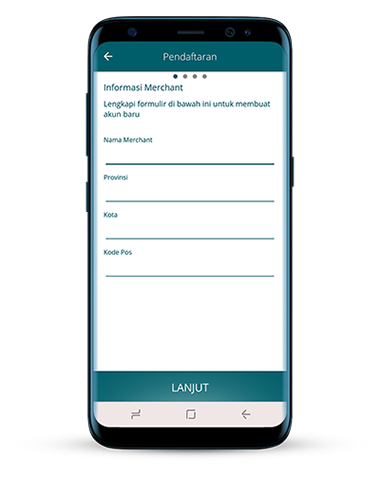 Pendaftaran
Informasi Merchant
Lengkapi formulir di bawah ini untuk membuat
akun baru
Nama Merchant
Provinsi
Kota
Kode Pos
LANJUT